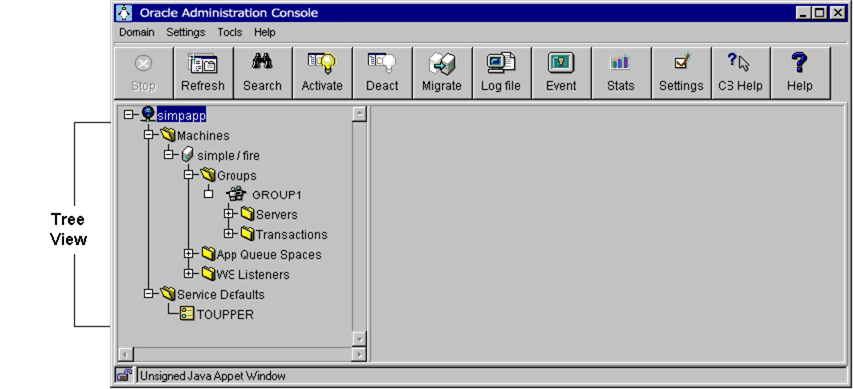 Oracle Administration Console
Domain Settings Tools Help
Stop Refresh Search Activate Deact Migrate Log file Event Stats Settings CS Help Help
simpapp
Machines
simple / fire
Groups
GROUP1
Servers
Transactions
App Queue Spaces
WS Listeners
Service Defaults
TOUPPER
Tree
View
Unsigned Java Appet Window